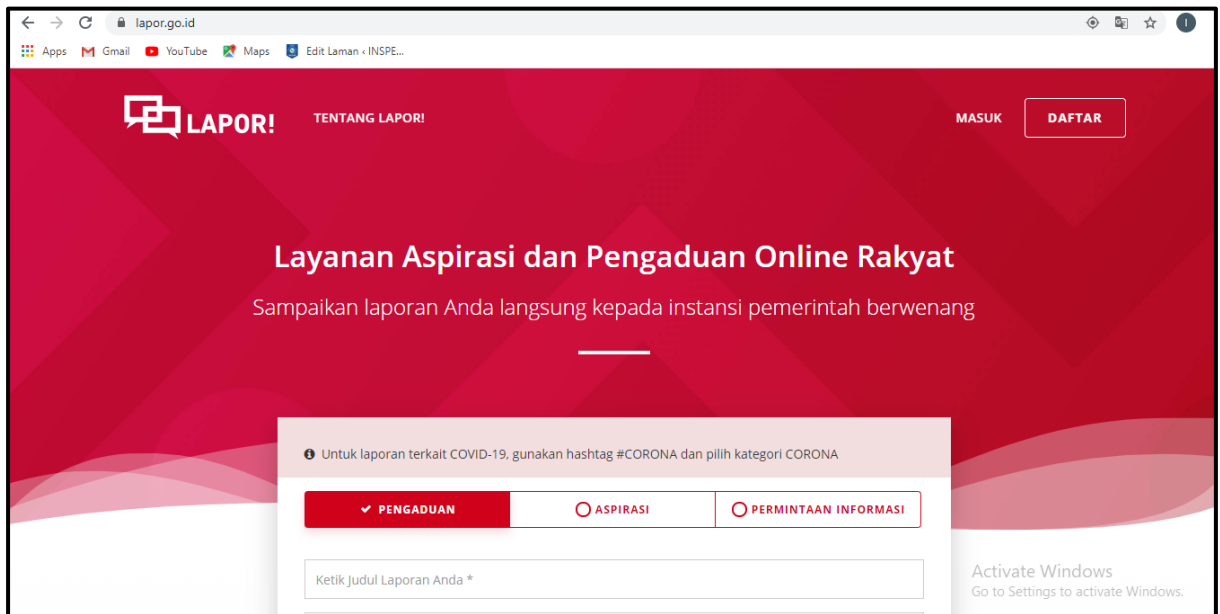 lapor.go.id
I
Apps Gmail YouTube Maps Edit Laman ‹ INSPE...
LAPOR! TENTANG LAPOR! MASUK DAFTAR
Layanan Aspirasi dan Pengaduan Online Rakyat
Sampaikan laporan Anda langsung kepada instansi pemerintah berwenang
Untuk laporan terkait COVID-19, gunakan hashtag #CORONA dan pilih kategori CORONA
PENGADUAN ASPIRASI PERMINTAAN INFORMASI
Ketik Judul Laporan Anda *
Activate Windows
Go to Settings to activate Windows.